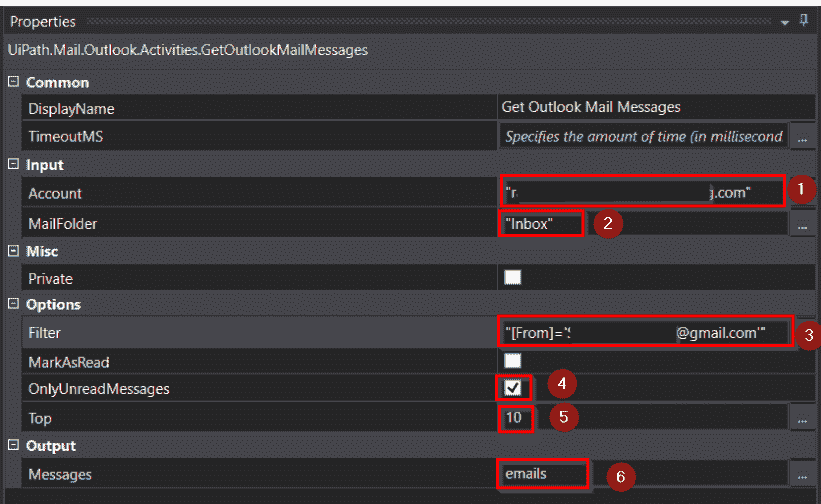 Properties
UiPath.Mail.Outlook.Activities.GetOutlookMailMessages
Common
DisplayName Get Outlook Mail Messages
TimeoutMS Specifies the amount of time (in millisecond ...
Input
Account "r .com" 1
MailFolder "Inbox" 2 ...
Misc
Private
Options
Filter "[From]=' @gmail.com'" 3
MarkAsRead
OnlyUnreadMessages 4
Top 10 5 ...
Output
Messages emails 6 ...